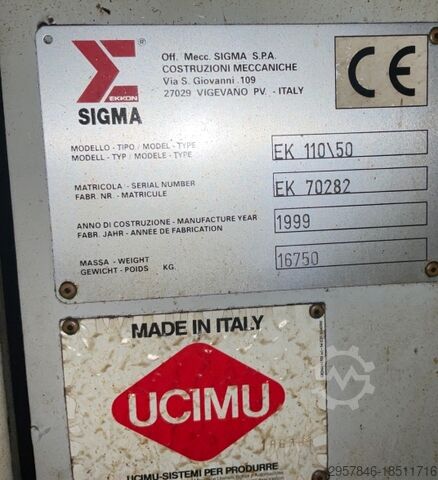 EKKON
®
SIGMA
Off. Mecc. SIGMA S.P.A.
COSTRUZIONI MECCANICHE
Via S. Giovanni .109
27029 VIGEVANO PV. - ITALY
CE
MODELLO - TIPO / MODEL - TYPE
MODELL - TYP / MODELE - TYPE
EK 110\50
MATRICOLA - SERIAL NUMBER
FABR. NR. - MATRICULE
EK 70282
ANNO DI COSTRUZIONE - MANUFACTURE YEAR
FABR. JAHR - ANNÉE DE FABRICATION
1999
MASSA - WEIGHT
GEWICHT - POIDS KG.
16750
MADE IN ITALY
UCIMU
UCIMU-SISTEMI PER PRODURRE
2957846-18511716